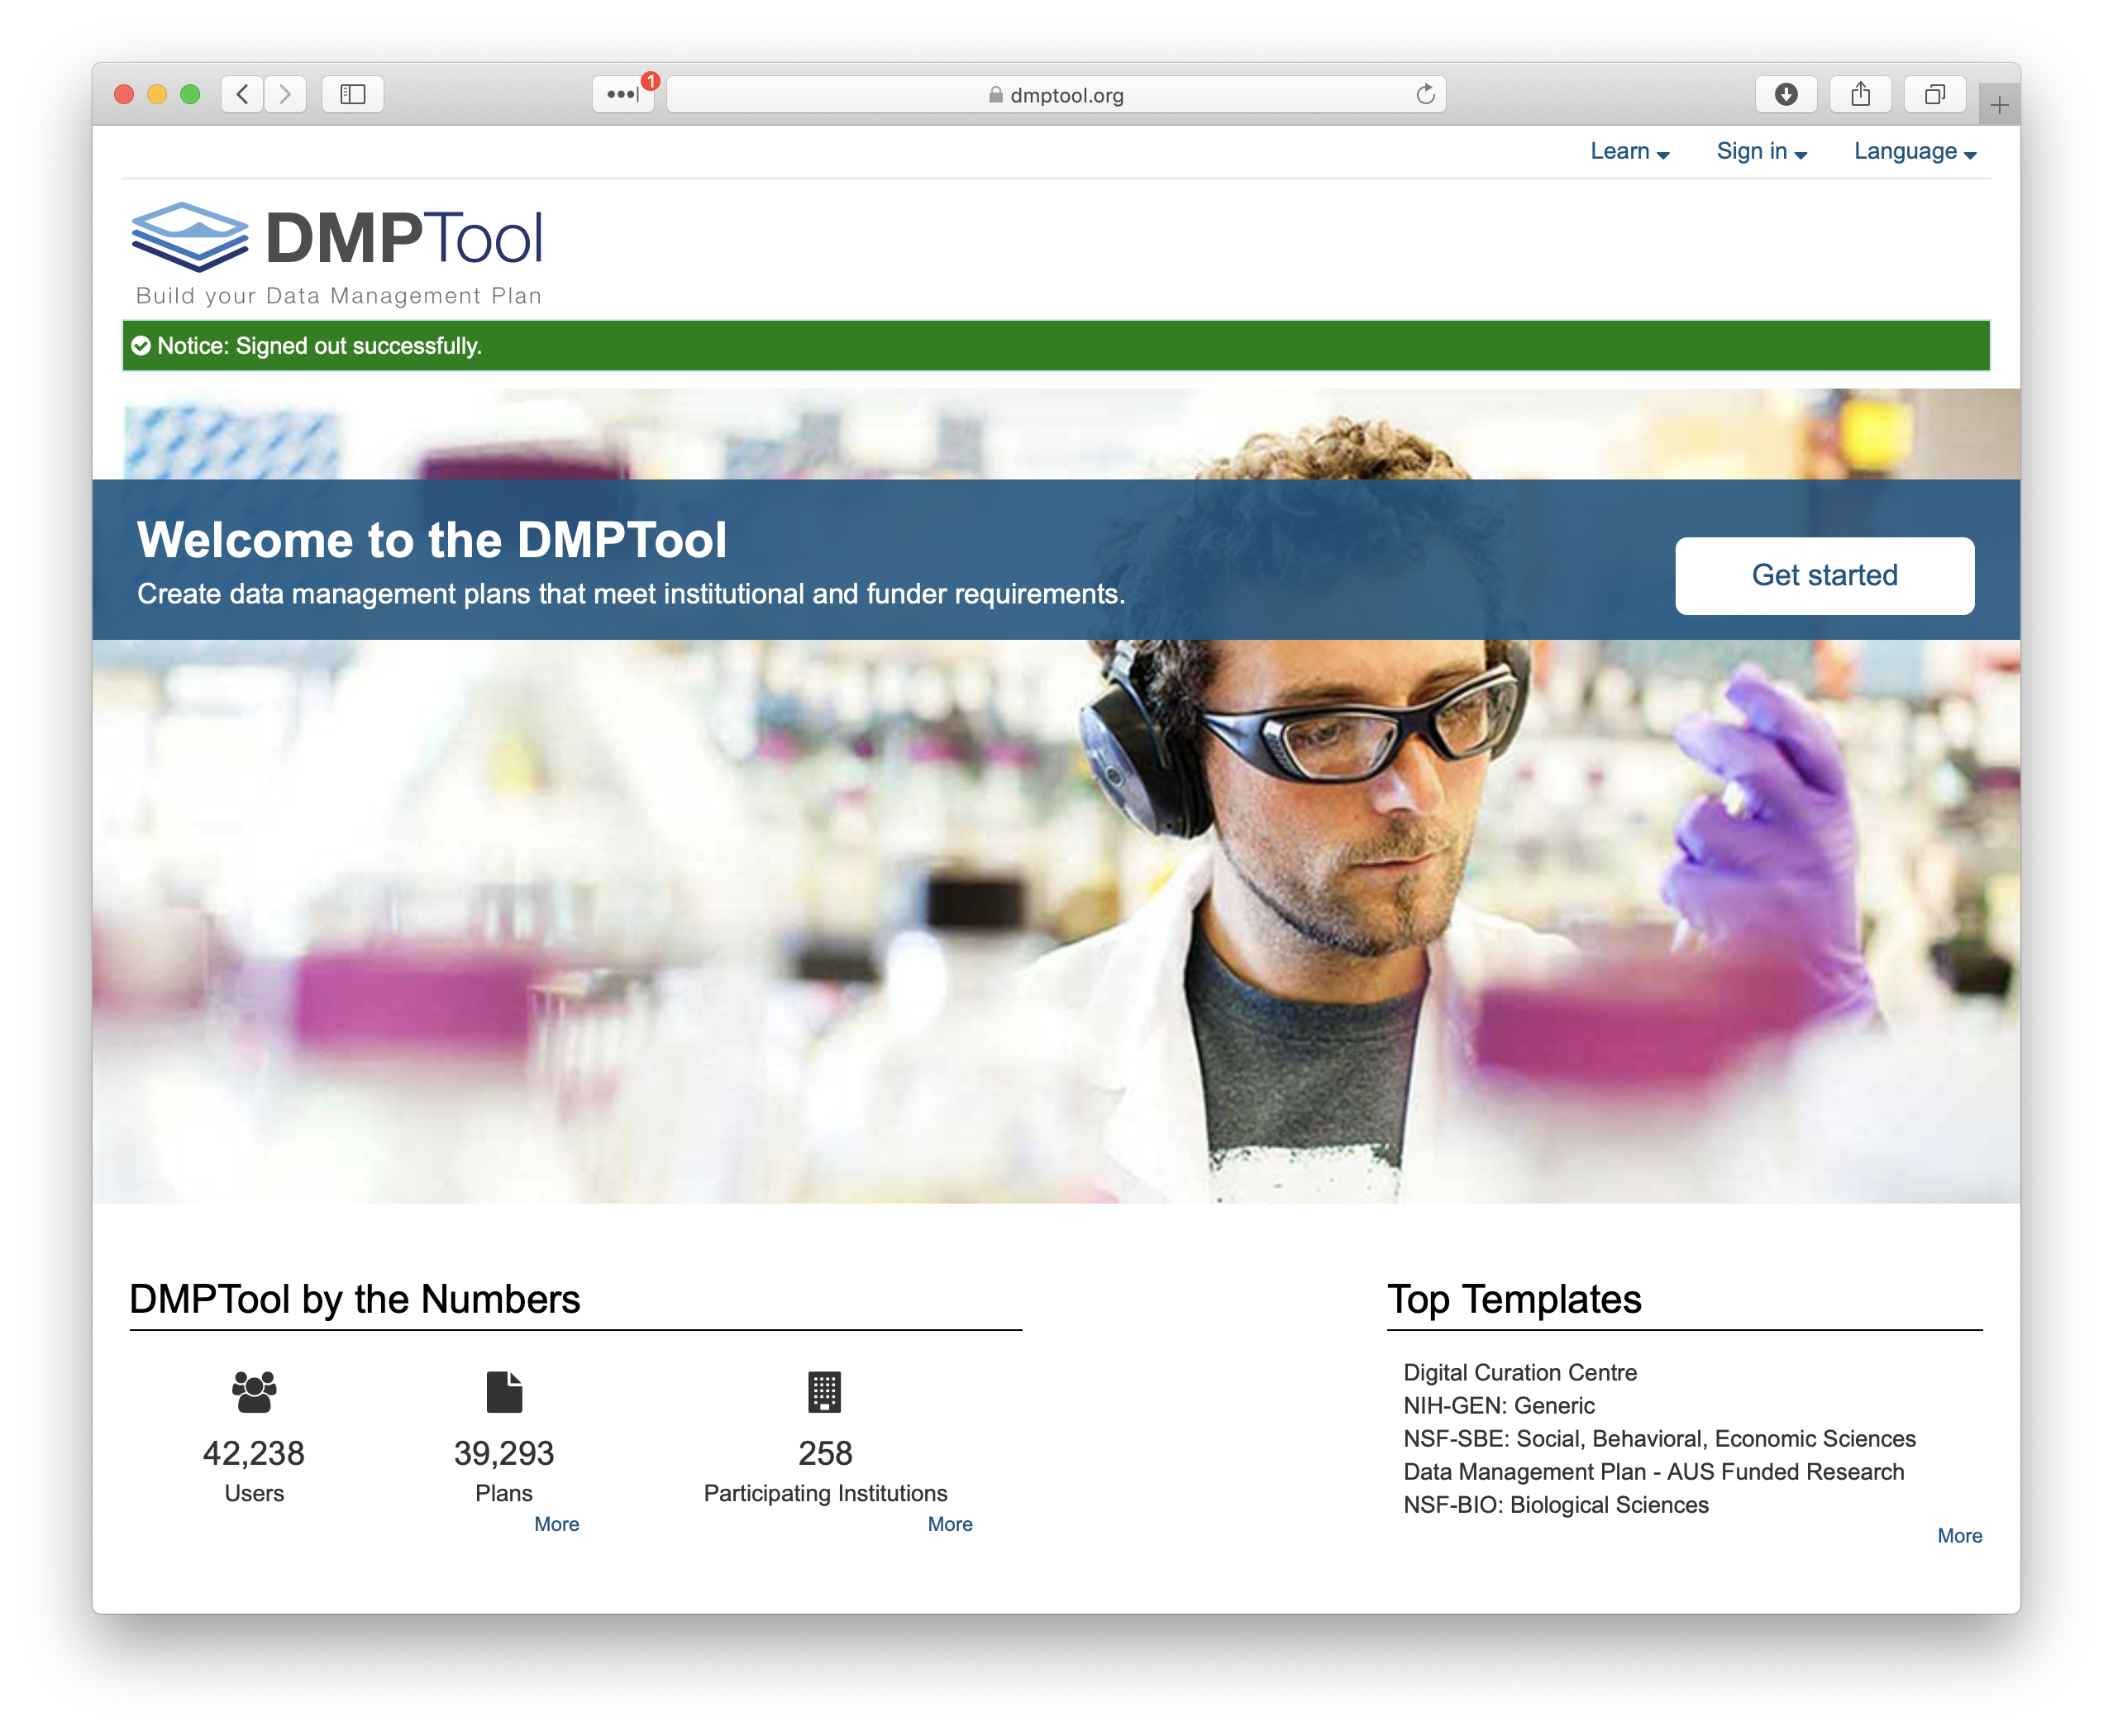 1
dmptool.org
Learn
Sign in
Language
DMPTool
Build your Data Management Plan
Notice: Signed out successfully.
Welcome to the DMPTool
Create data management plans that meet institutional and funder requirements.
Get started
DMPTool by the Numbers
42,238
Users
39,293
Plans
More
258
Participating Institutions
More
Top Templates
Digital Curation Centre
NIH-GEN: Generic
NSF-SBE: Social, Behavioral, Economic Sciences
Data Management Plan - AUS Funded Research
NSF-BIO: Biological Sciences
More